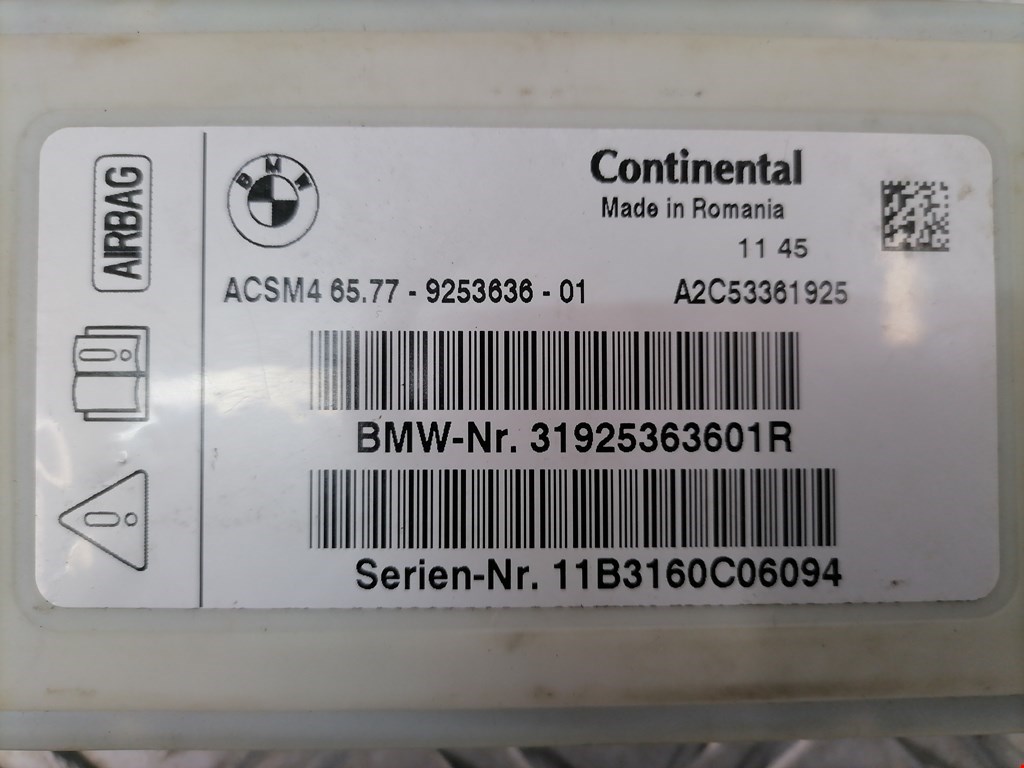 AIRBAG
BMW
Continental
Made in Romania
11 45
ACSM4 65.77 - 9253636 - 01 A2C53361925
BMW-Nr. 31925363601R
Serien-Nr. 11B3160C06094